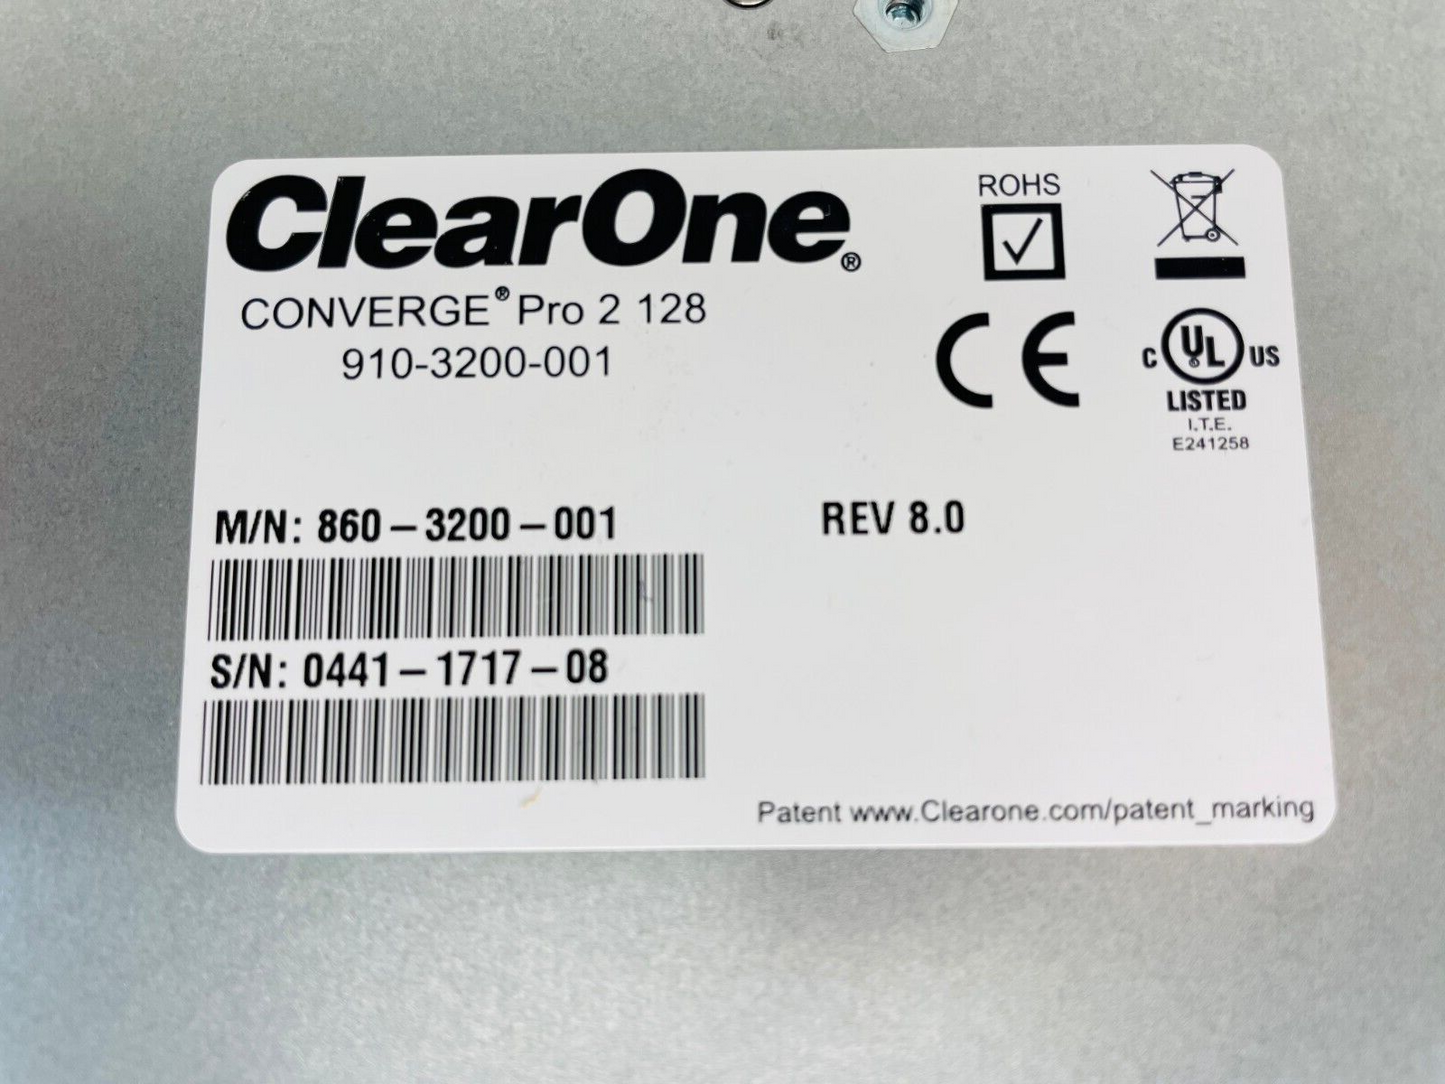 ClearOne®
CONVERGE® Pro 2 128
910-3200-001
ROHS
CE
C UL® US
LISTED
I.T.E.
E241258
M/N: 860-3200-001
REV 8.0
S/N: 0441-1717-08
Patent www.Clearone.com/patent_marking